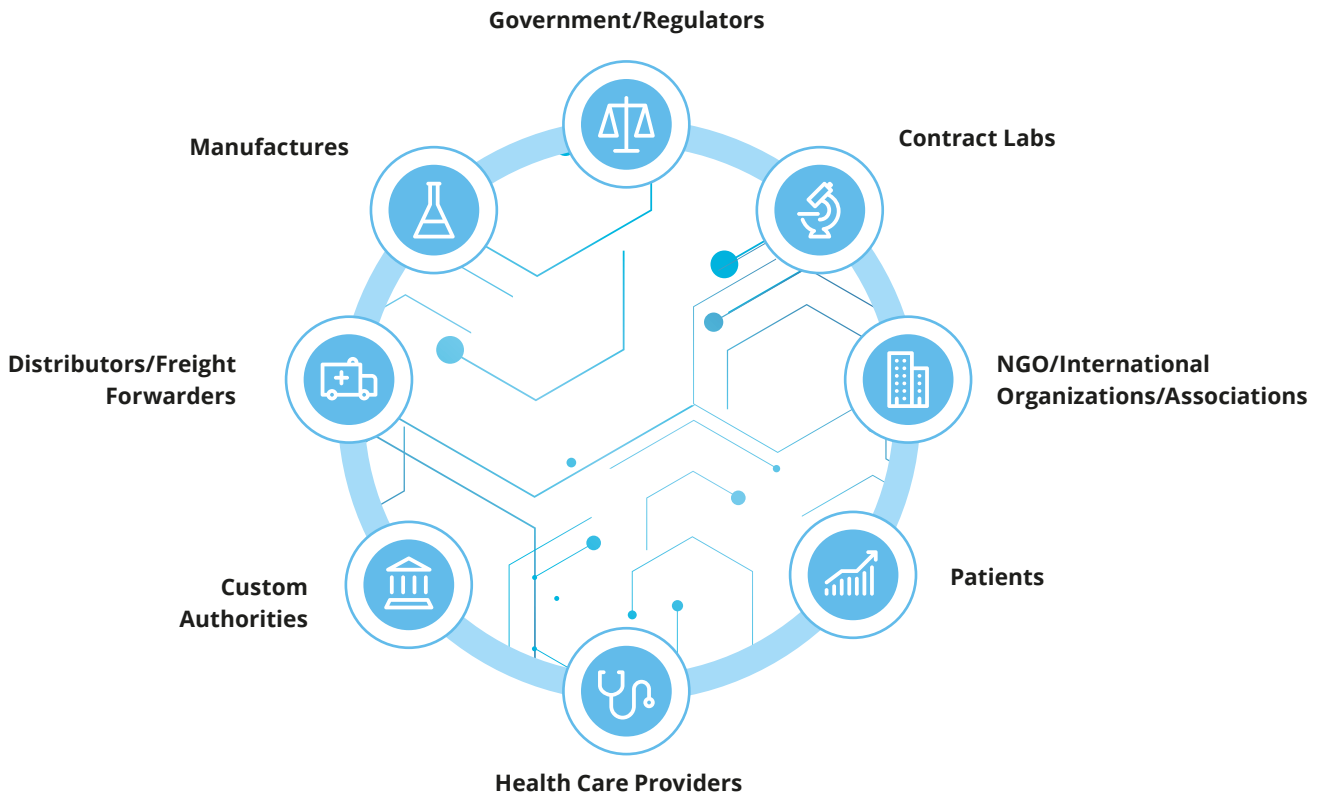 Government/Regulators
Contract Labs
Manufactures
Distributors/Freight
Forwarders
NGO/International
Organizations/Associations
Custom
Authorities
Patients
Health Care Providers